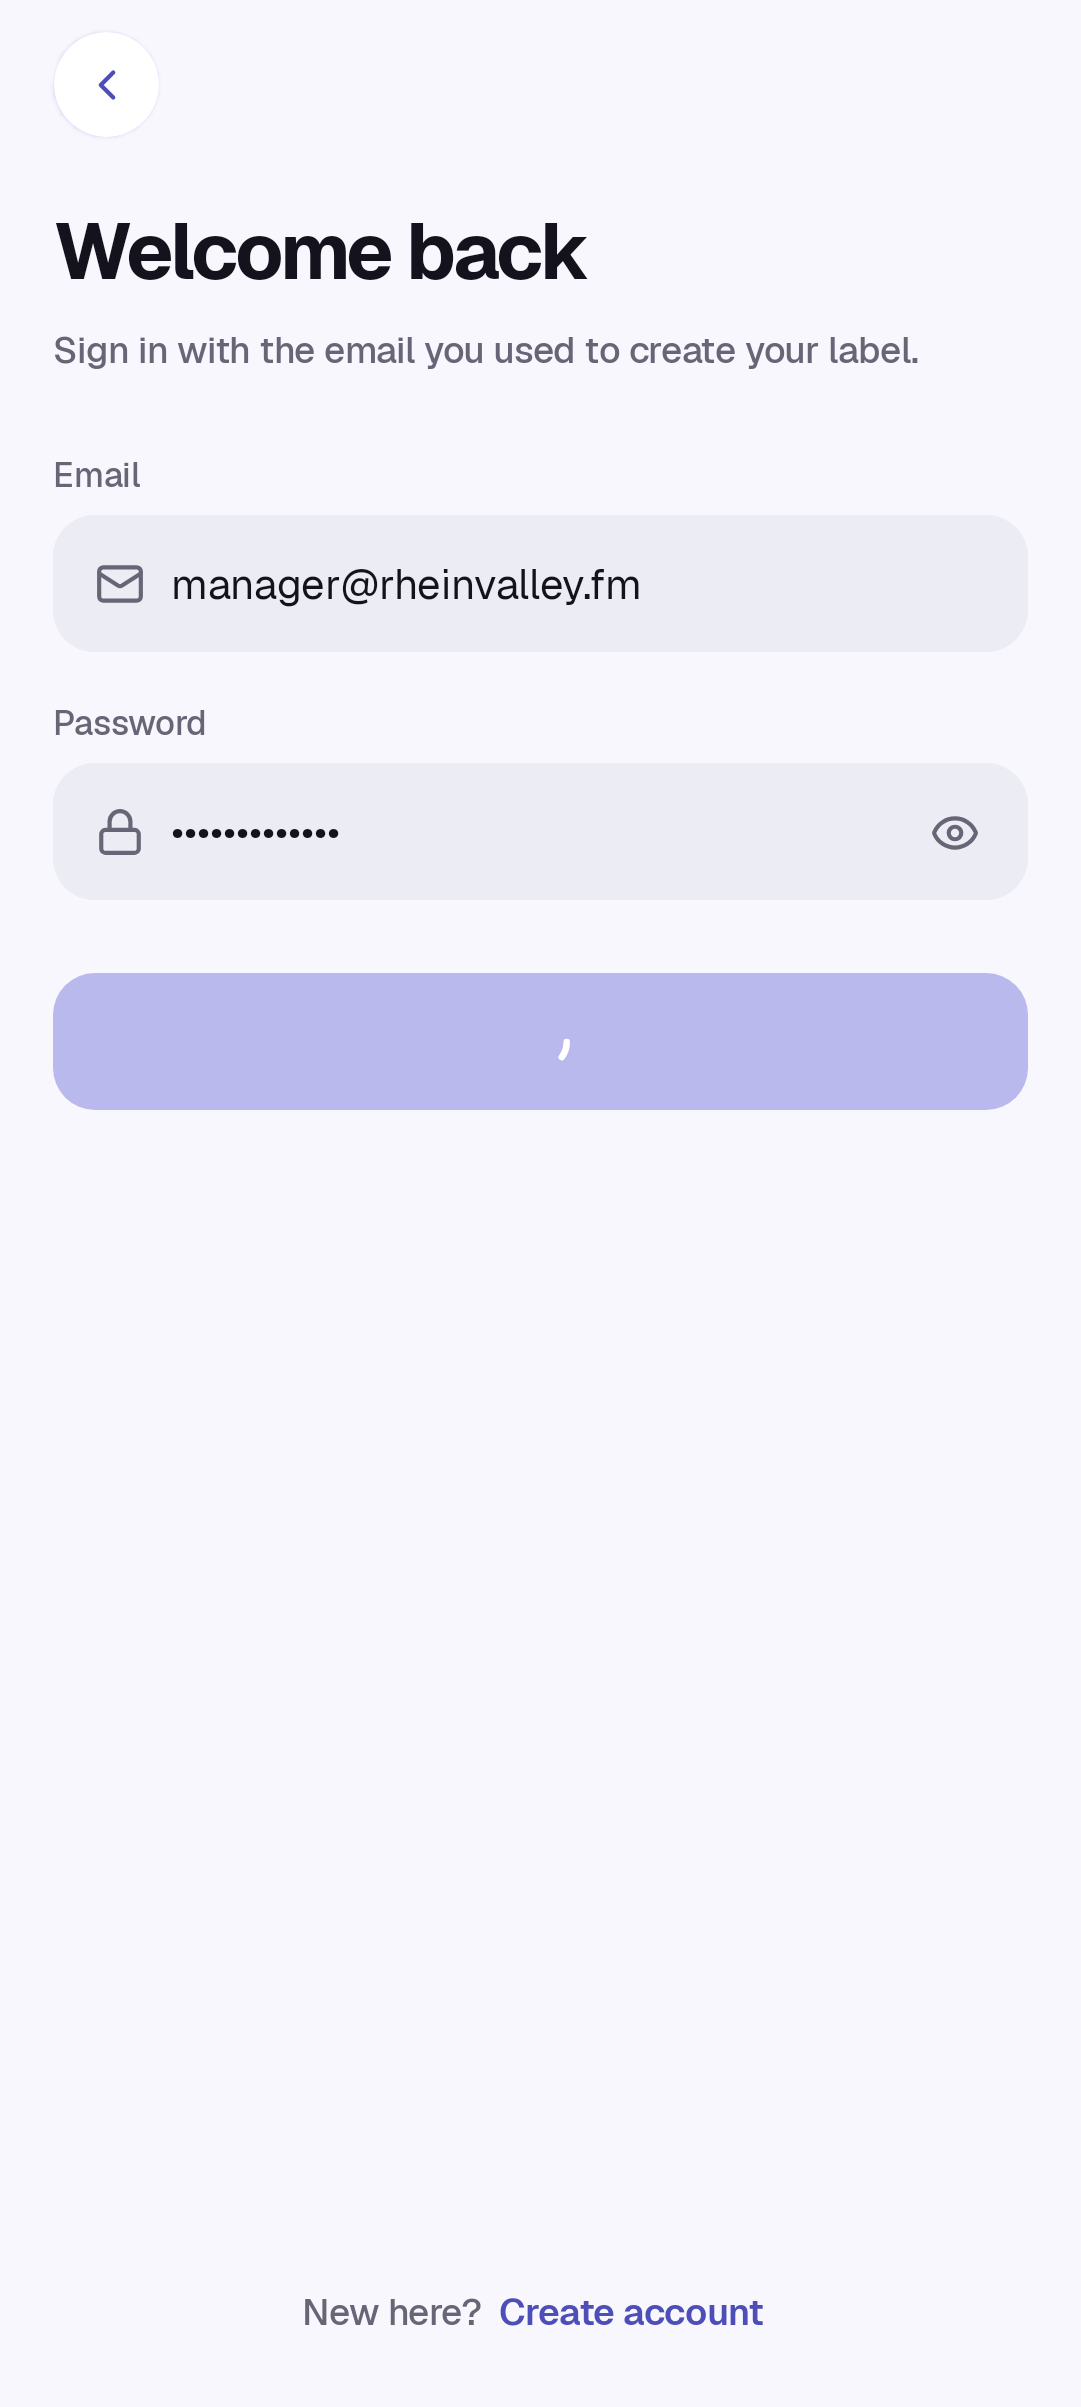 Welcome back
Sign in with the email you used to create your label.
Email
manager@rheinvalley.fm
Password
•••••••••••••
New here? Create account